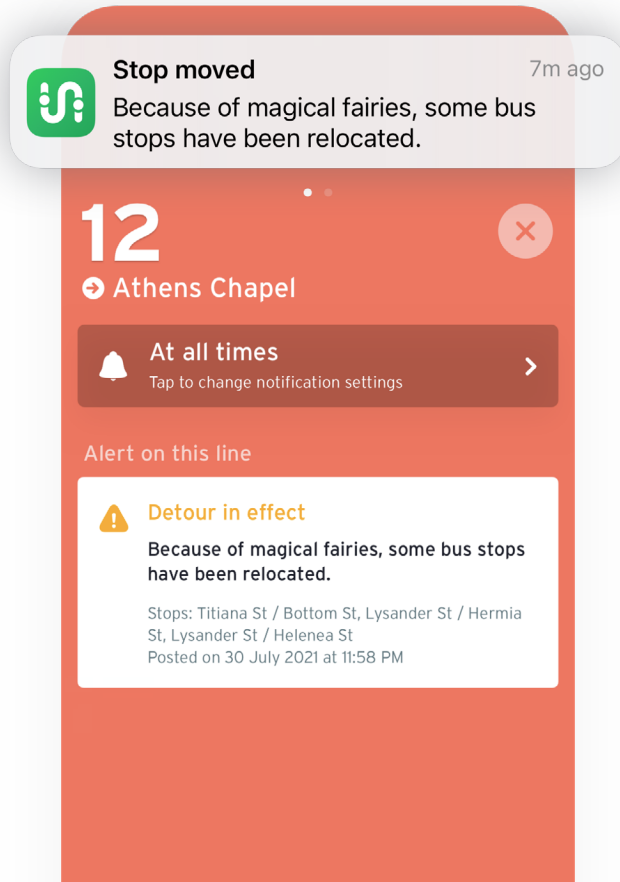 Stop moved
7m ago
Because of magical fairies, some bus
stops have been relocated.
12
Athens Chapel
At all times
Tap to change notification settings
Alert on this line
Detour in effect
Because of magical fairies, some bus stops
have been relocated.
Stops: Titiana St / Bottom St, Lysander St / Hermia
St, Lysander St / Helenea St
Posted on 30 July 2021 at 11:58 PM